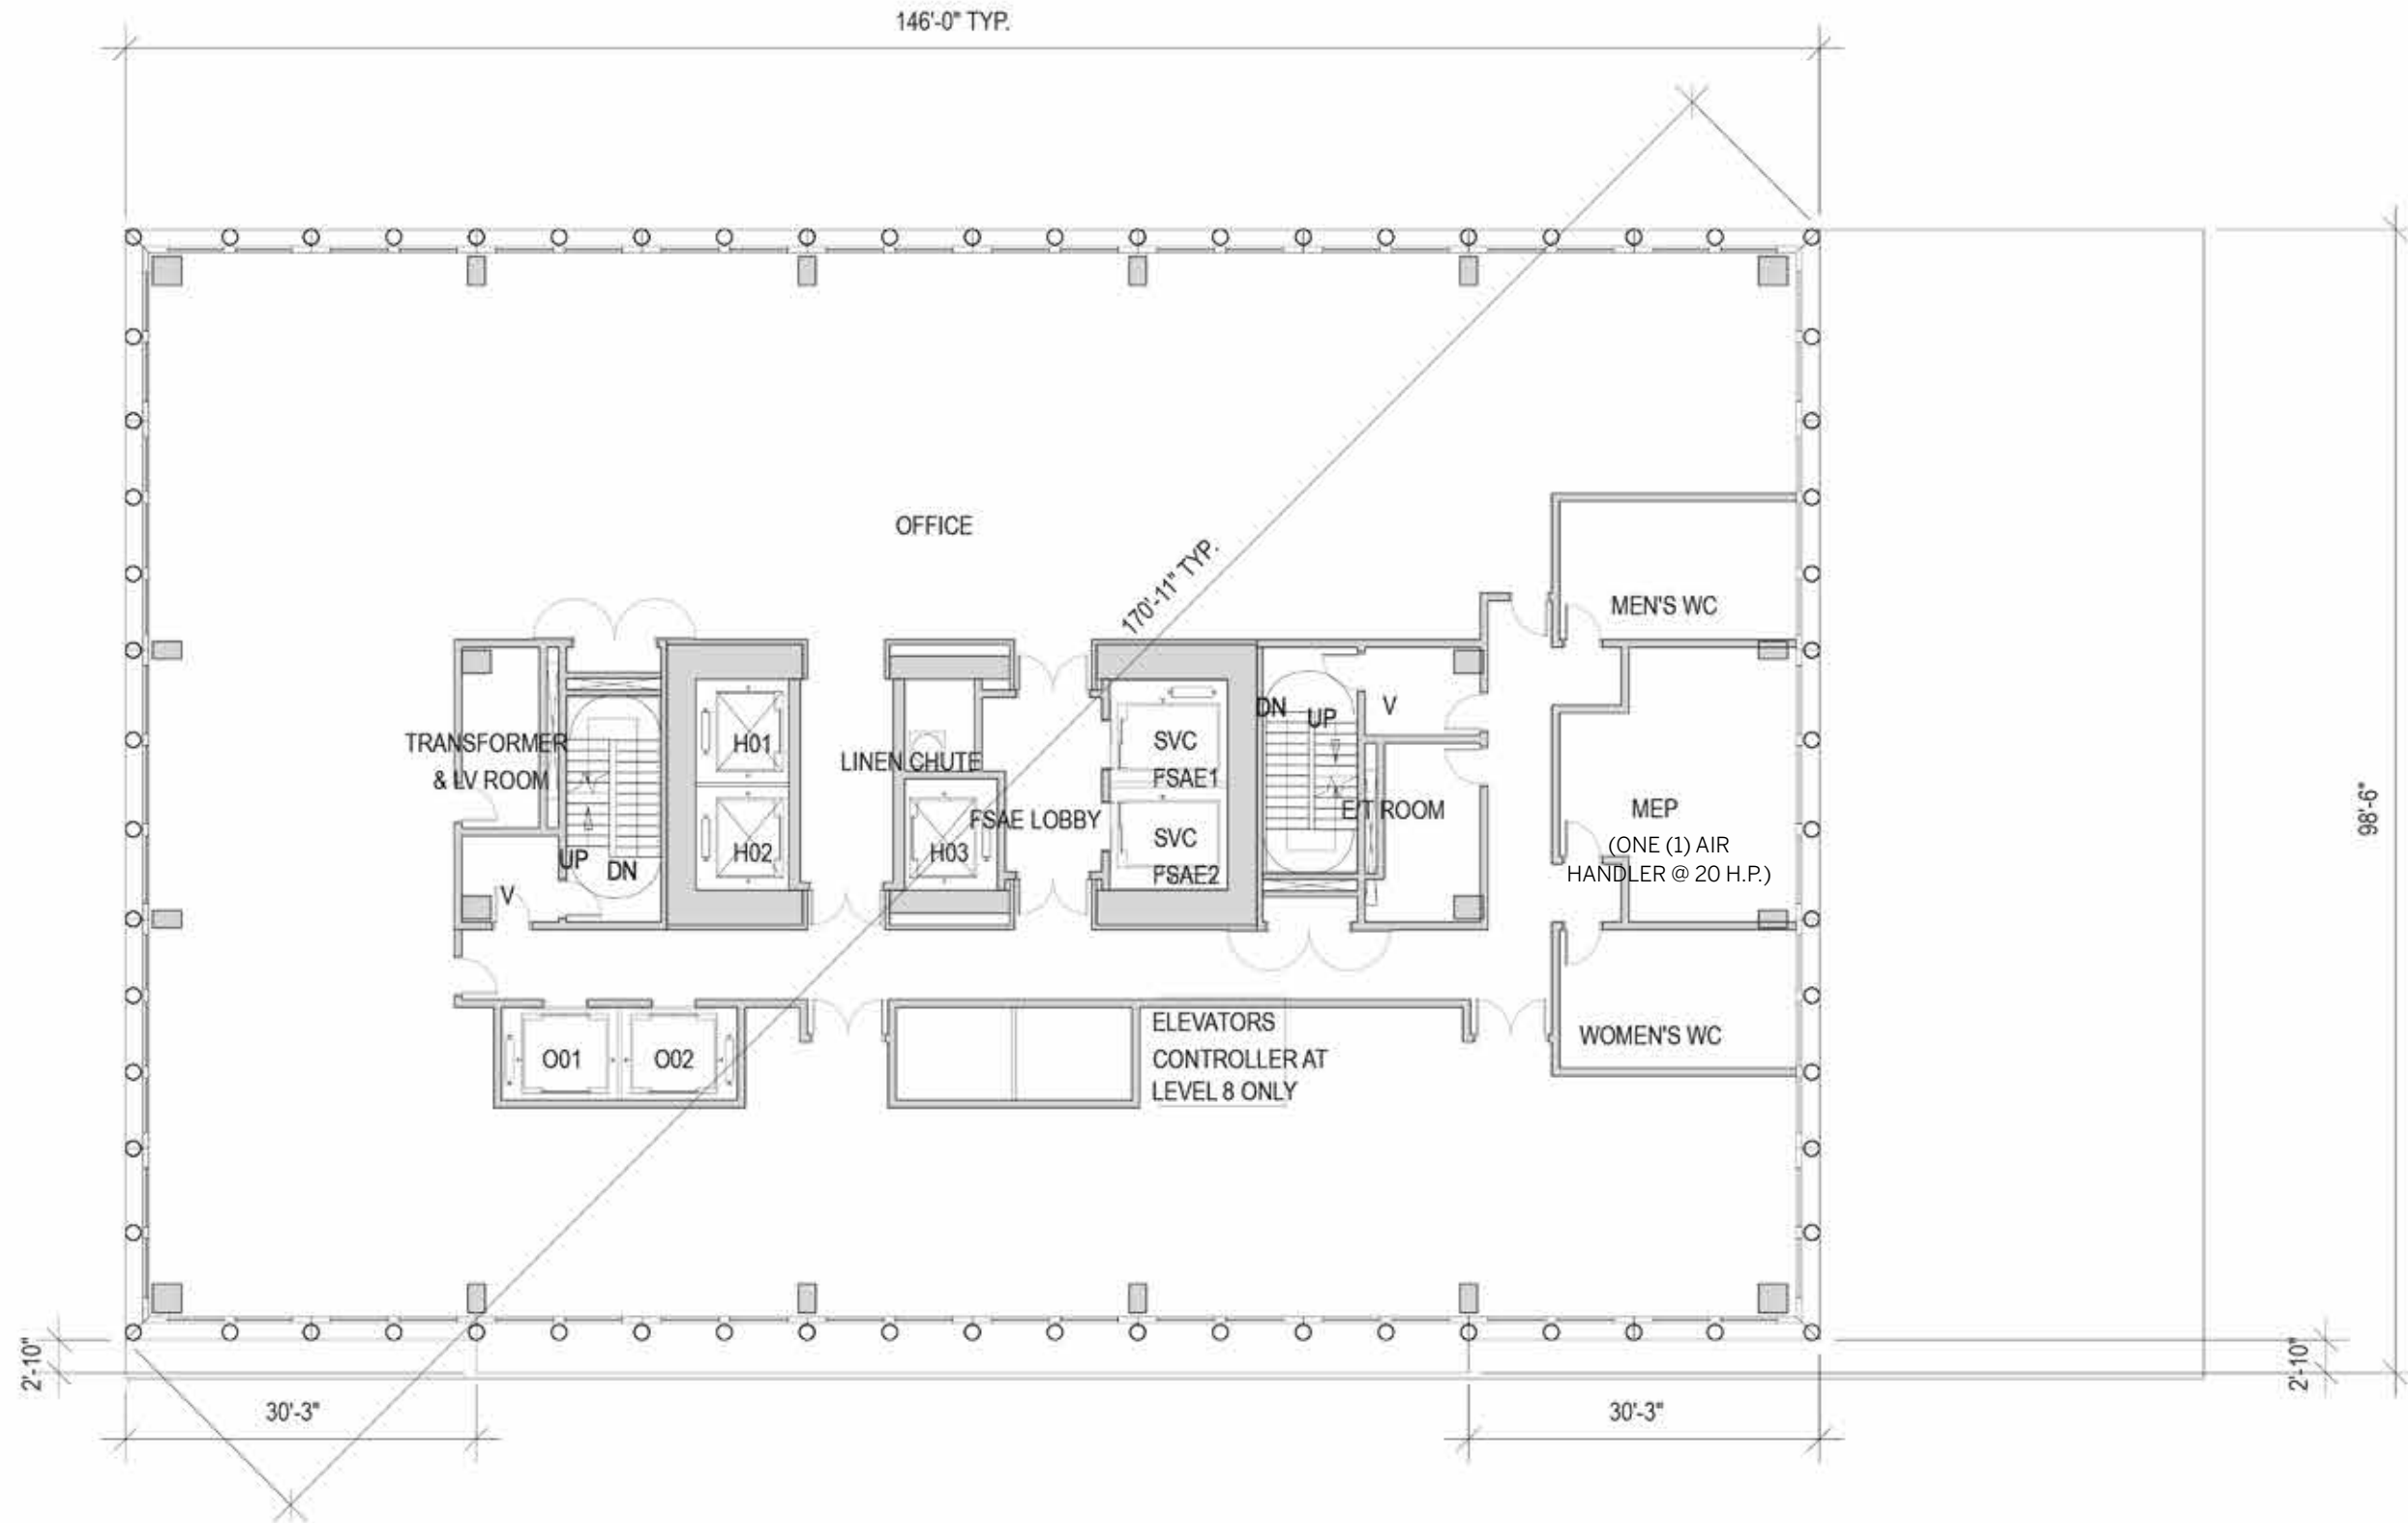 146'-0" TYP.
OFFICE
170'-11" TYP.
MEN'S WC
TRANSFORMER
& LV ROOM
H01
LINEN CHUTE
SVC
FSAE1
DN
UP
V
H02
H03
FSAE LOBBY
SVC
FSAE2
E/T ROOM
MEP
(ONE (1) AIR
HANDLER @ 20 H.P.)
98'-6"
UP
DN
V
O01
O02
ELEVATORS
CONTROLLER AT
LEVEL 8 ONLY
WOMEN'S WC
2'-10"
2'-10"
30'-3"
30'-3"